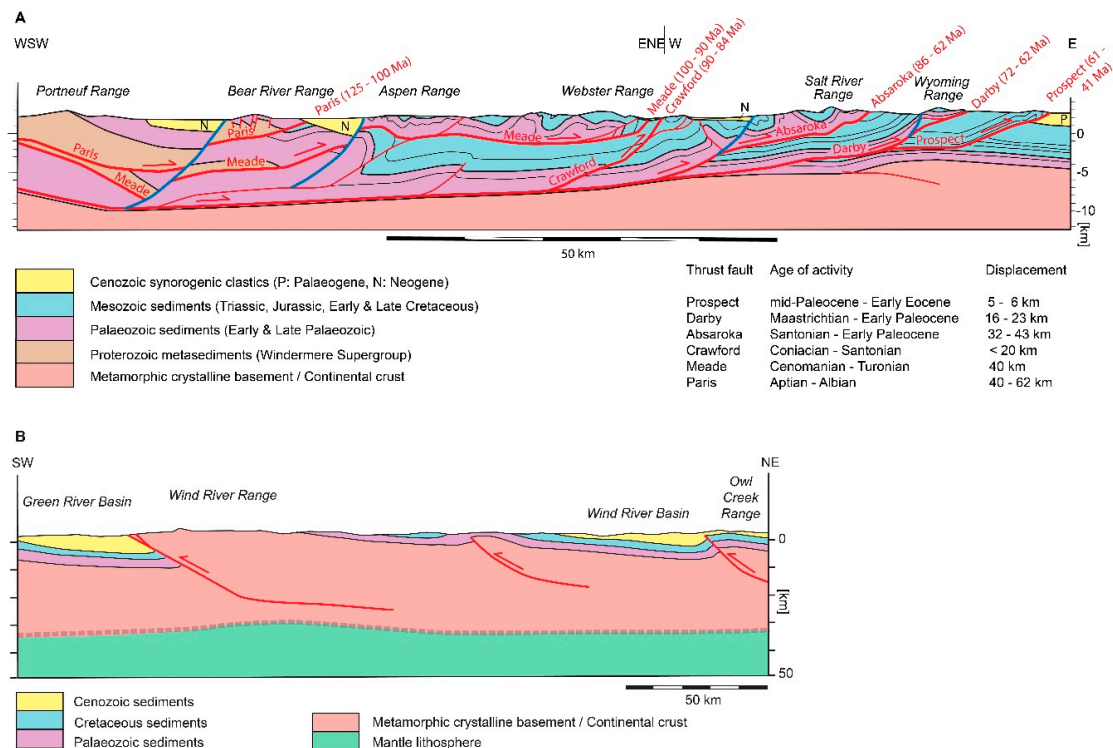 A
WSW
ENE W
E
Portneuf Range
Bear River Range
Paris (125 - 100 Ma)
Aspen Range
Webster Range
Meade (100 - 90 Ma)
Crawford (90 - 84 Ma)
Salt River
Range
Absaroka (86 - 62 Ma)
Wyoming
Range
Darby (72 - 62 Ma)
Prospect (61 -
41 Ma)
N
N
N
P
Paris
Paris
Meade
Meade
Meade
Crawford
Absaroka
Darby
Prospect
0
-5
-10
[km]
50 km
Cenozoic synorogenic clastics (P: Palaeogene, N: Neogene)
Mesozoic sediments (Triassic, Jurassic, Early & Late Cretaceous)
Palaeozoic sediments (Early & Late Palaeozoic)
Proterozoic metasediments (Windermere Supergroup)
Metamorphic crystalline basement / Continental crust
Thrust fault Age of activity Displacement
Prospect mid-Paleocene - Early Eocene 5 - 6 km
Darby Maastrichtian - Early Paleocene 16 - 23 km
Absaroka Santonian - Early Paleocene 32 - 43 km
Crawford Coniacian - Santonian < 20 km
Meade Cenomanian - Turonian 40 km
Paris Aptian - Albian 40 - 62 km
B
SW
NE
Green River Basin
Wind River Range
Wind River Basin
Owl
Creek
Range
0
[km]
50
50 km
Cenozoic sediments
Cretaceous sediments
Palaeozoic sediments
Metamorphic crystalline basement / Continental crust
Mantle lithosphere